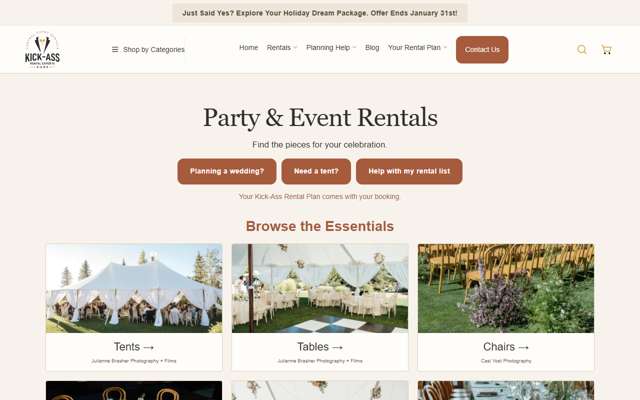 Just Said Yes? Explore Your Holiday Dream Package. Offer Ends January 31st!
KICK-ASS
Shop by Categories
Home
Rentals
Planning Help
Blog
Your Rental Plan
Contact Us
Party & Event Rentals
Find the pieces for your celebration.
Planning a wedding?
Need a tent?
Help with my rental list
Your Kick-Ass Rental Plan comes with your booking.
Browse the Essentials
Tents →
Tables →
Chairs →
Julianne Brasher Photography + Films
Julianne Brasher Photography + Films
Casi Yost Photography